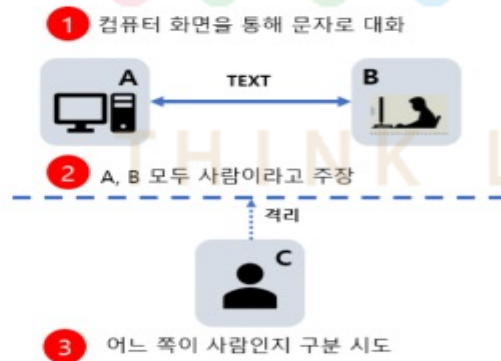 1 컴퓨터 화면을 통해 문자로 대화
A TEXT B
THINK L
2 A, B 모두 사람이라고 주장
격리
C
3 어느 쪽이 사람인지 구분 시도